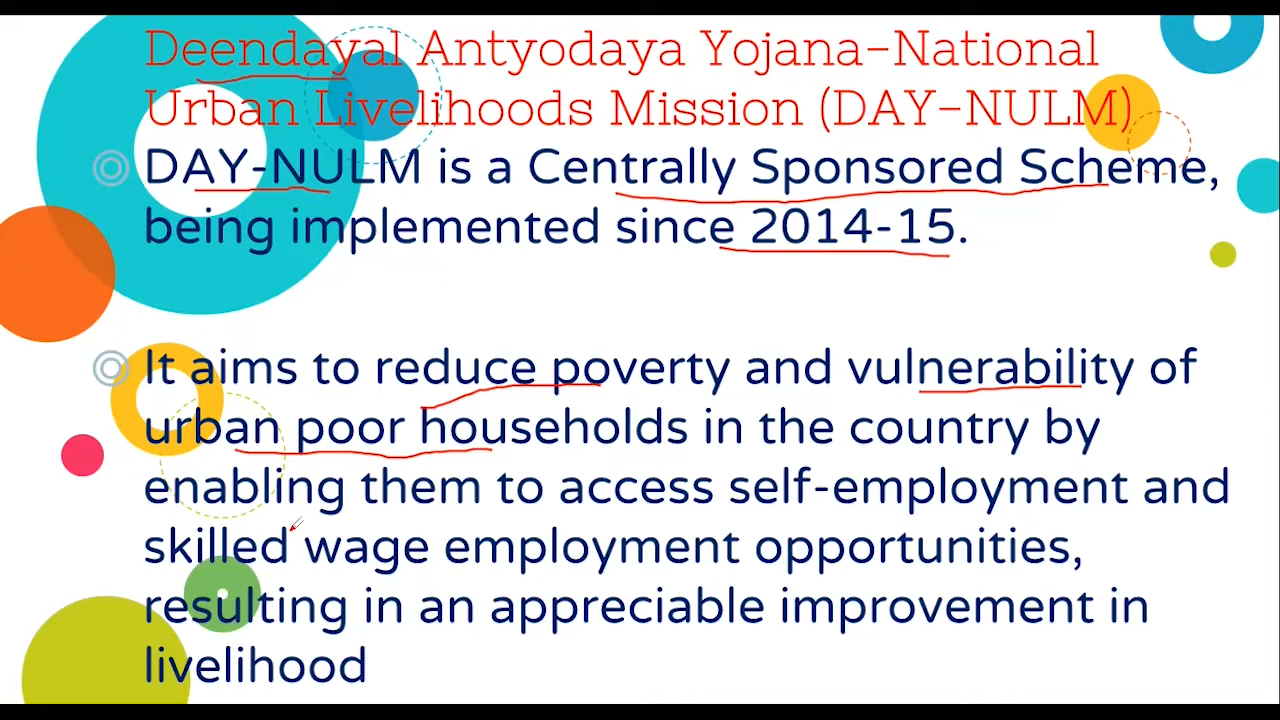 Deendayal Antyodaya Yojana-National
Urban Livelihoods Mission (DAY-NULM)
DAY-NULM is a Centrally Sponsored Scheme,
being implemented since 2014-15.
It aims to reduce poverty and vulnerability of
urban poor households in the country by
enabling them to access self-employment and
skilled wage employment opportunities,
resulting in an appreciable improvement in
livelihood